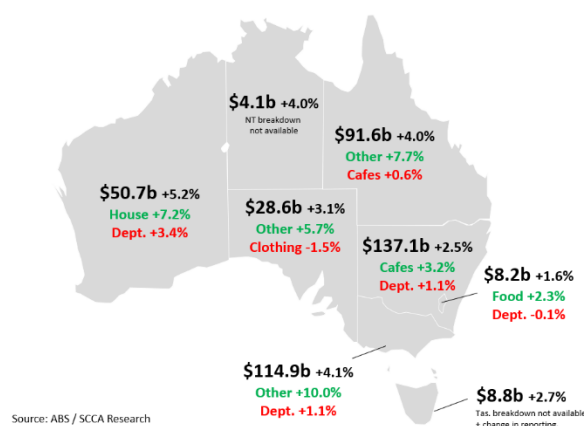 $4.1b +4.0%
NT breakdown
not available
$91.6b +4.0%
Other +7.7%
Cafes +0.6%
$50.7b +5.2%
House +7.2%
Dept. +3.4%
$28.6b +3.1%
Other +5.7%
Clothing -1.5%
$137.1b +2.5%
Cafes +3.2%
Dept. +1.1%
$8.2b +1.6%
Food +2.3%
Dept. -0.1%
$114.9b +4.1%
Other +10.0%
Dept. +1.1%
$8.8b +2.7%
Tas. breakdown not available
+ change in reporting
Source: ABS / SCCA Research